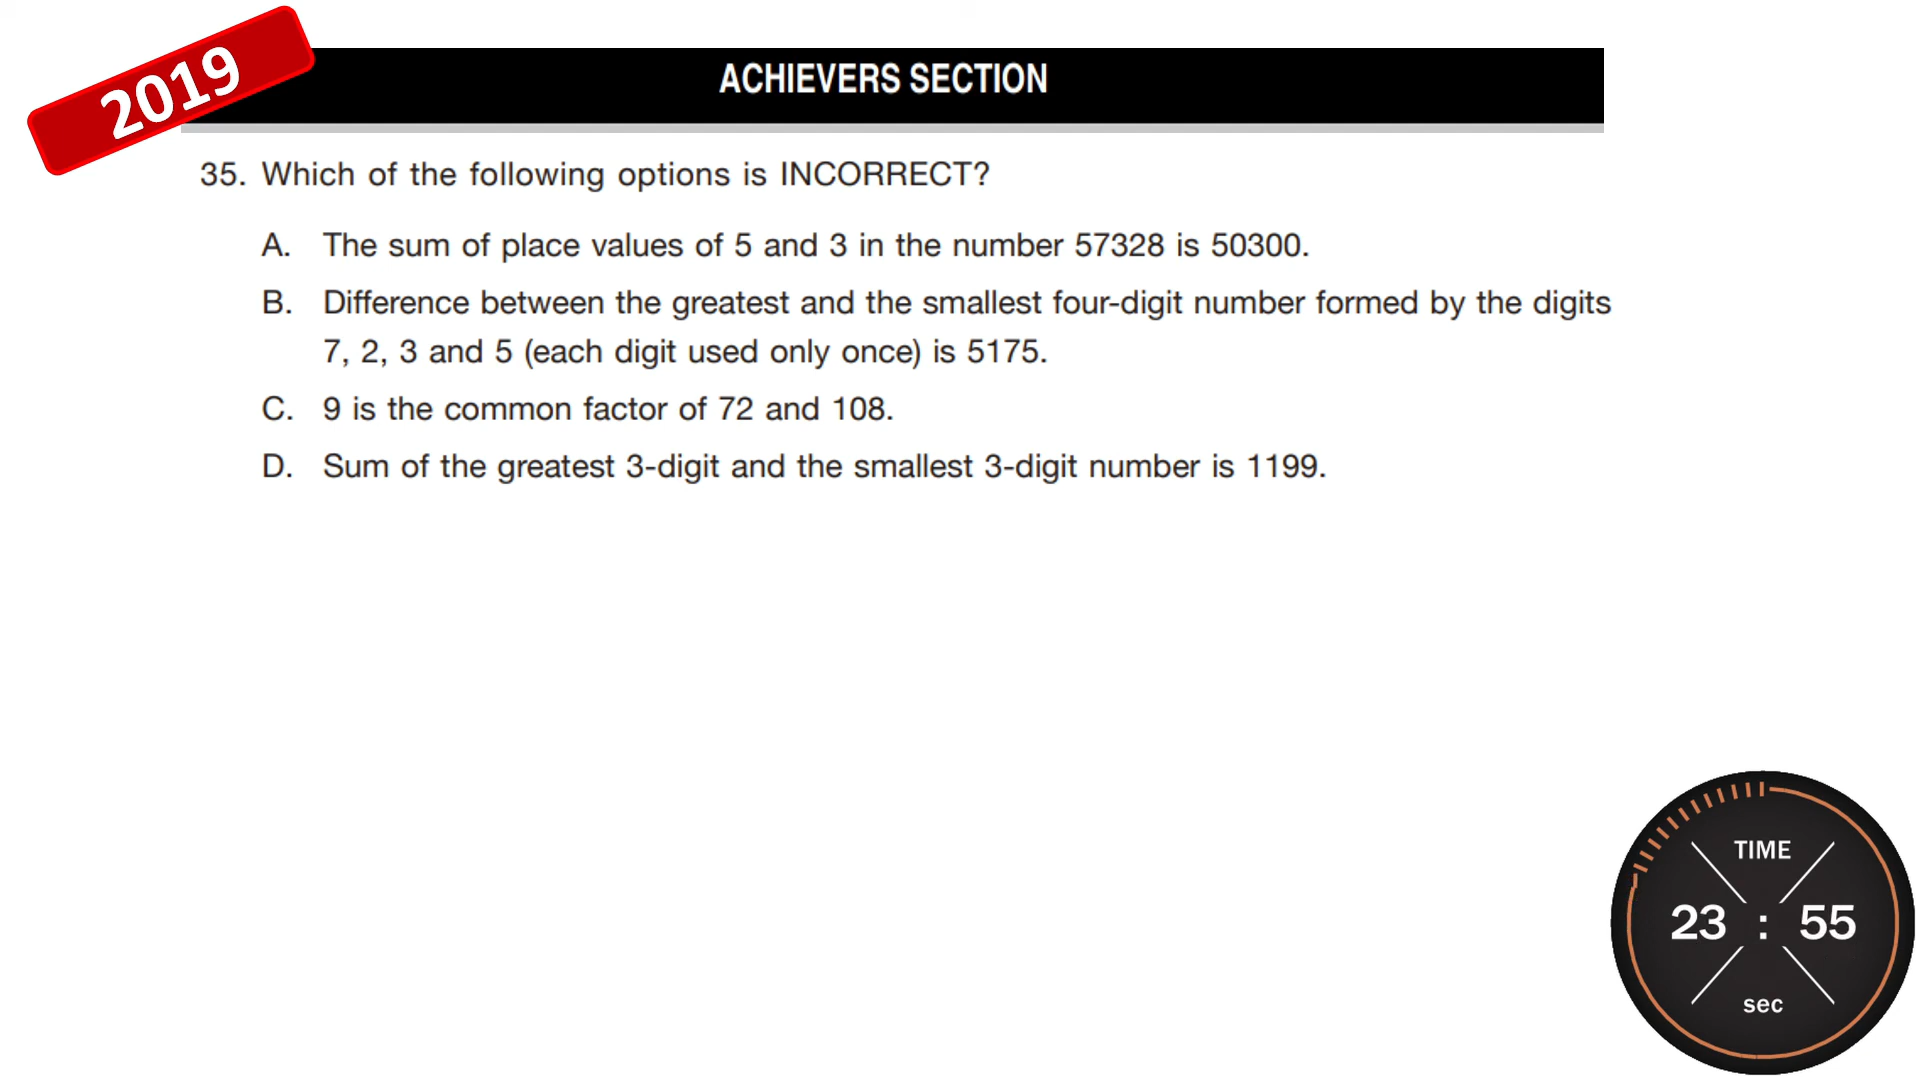 2019
ACHIEVERS SECTION
35. Which of the following options is INCORRECT?
A. The sum of place values of 5 and 3 in the number 57328 is 50300.
B. Difference between the greatest and the smallest four-digit number formed by the digits
7, 2, 3 and 5 (each digit used only once) is 5175.
C. 9 is the common factor of 72 and 108.
D. Sum of the greatest 3-digit and the smallest 3-digit number is 1199.
TIME
23 : 55
sec